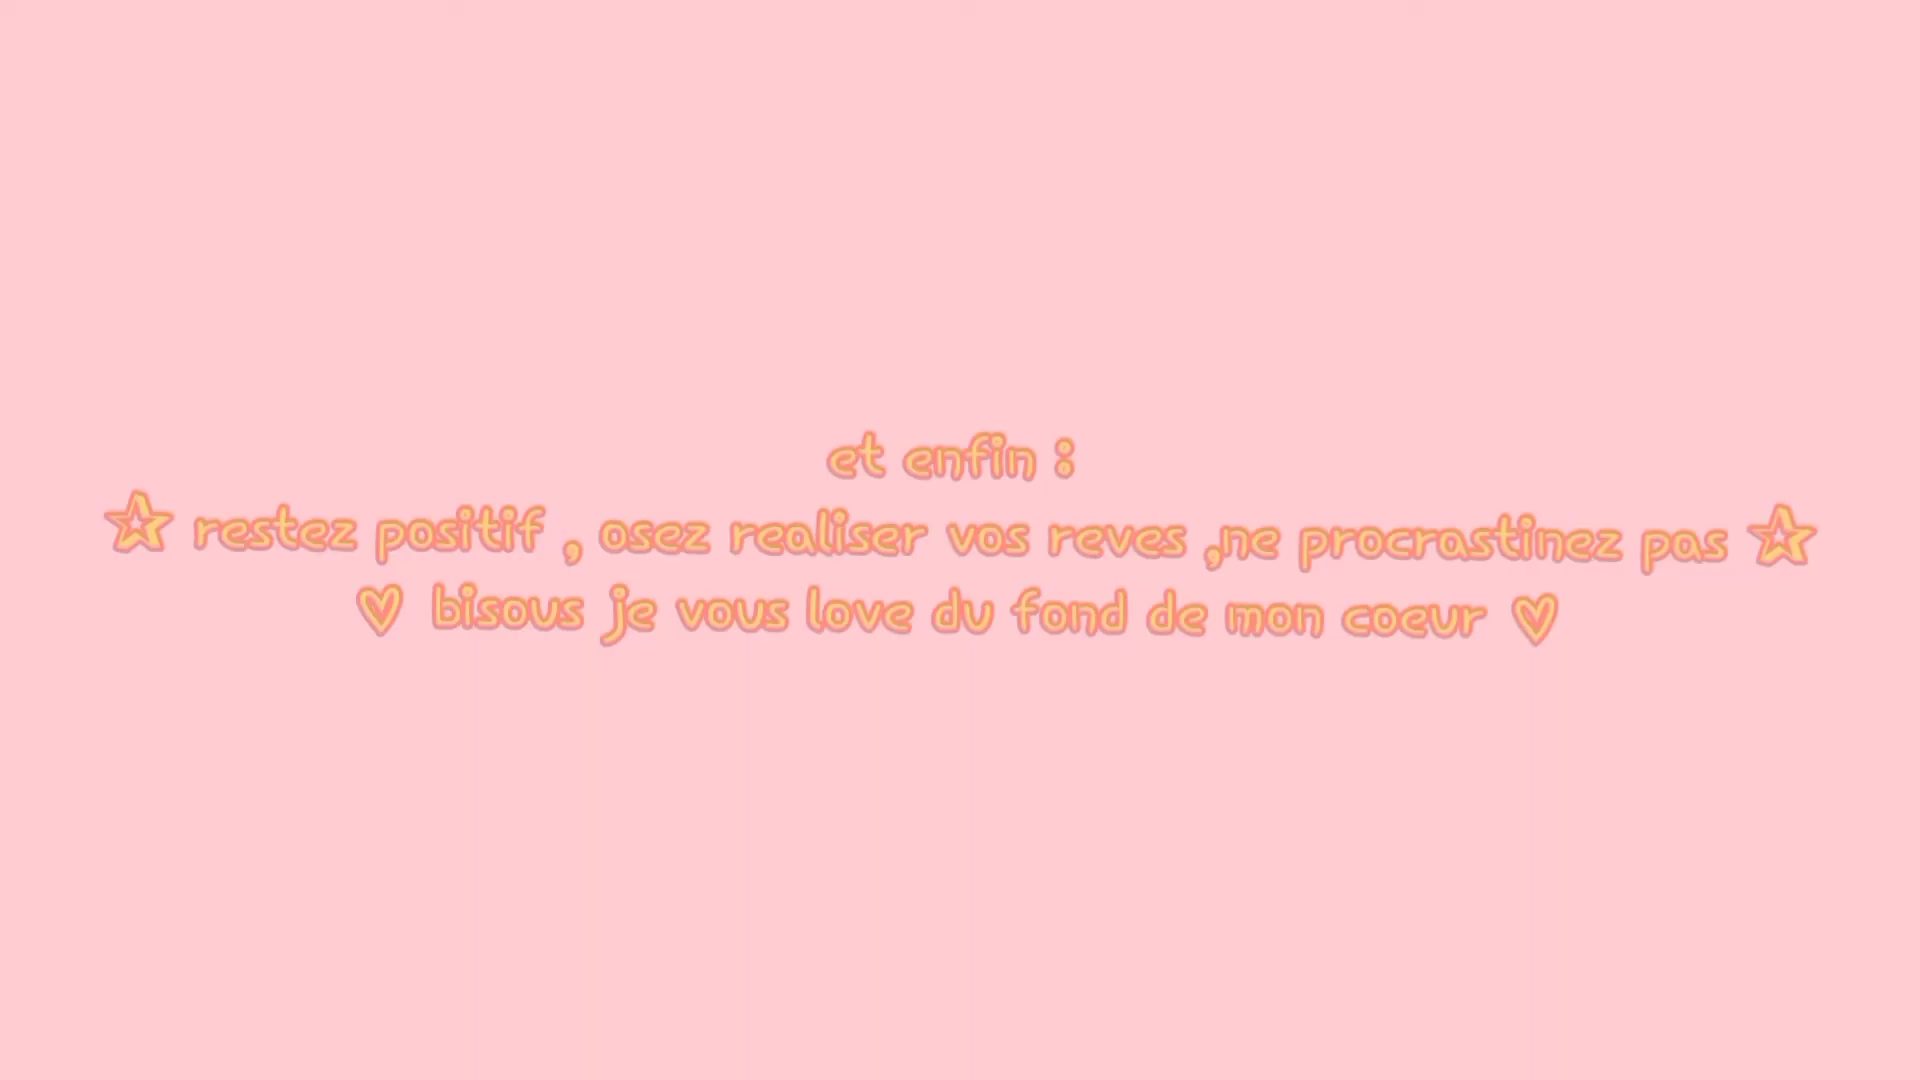 et enfin :
☆ restez positif , osez realiser vos reves ,ne procrastinez pas ☆
♡ bisous je vous love du fond de mon coeur ♡